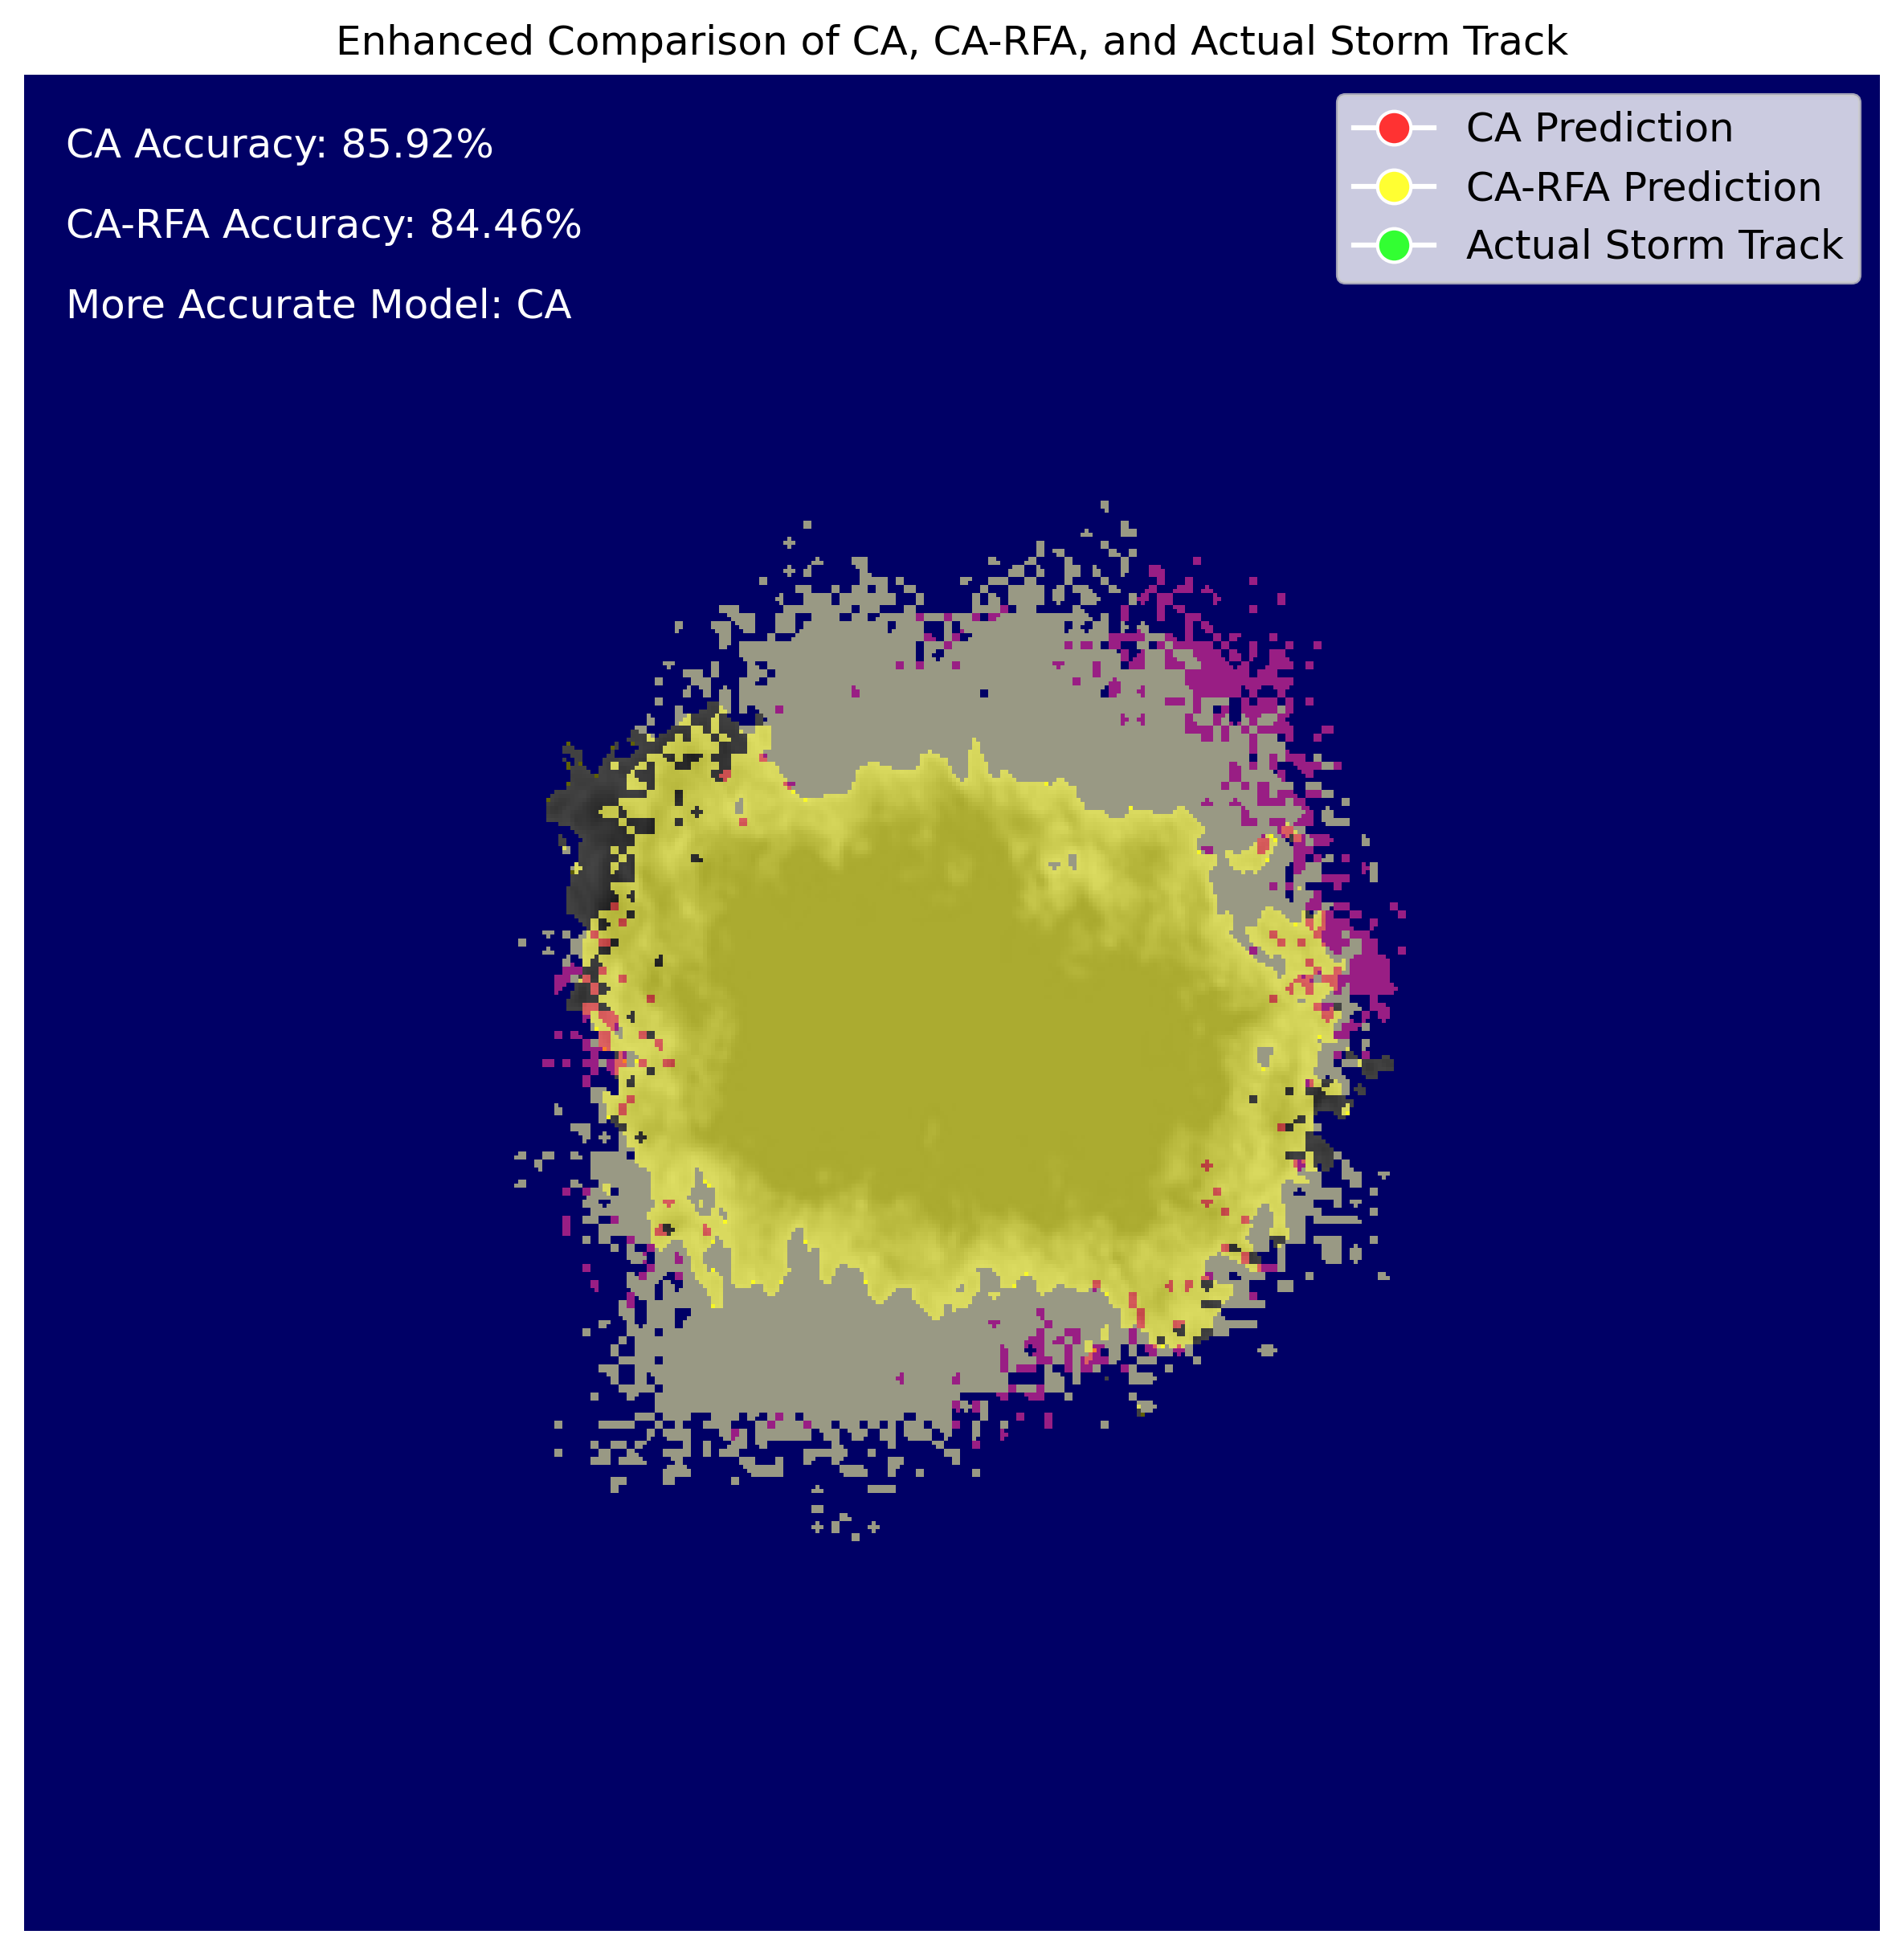 Enhanced Comparison of CA, CA-RFA, and Actual Storm Track
CA Accuracy: 85.92%
CA-RFA Accuracy: 84.46%
More Accurate Model: CA
CA Prediction
CA-RFA Prediction
Actual Storm Track